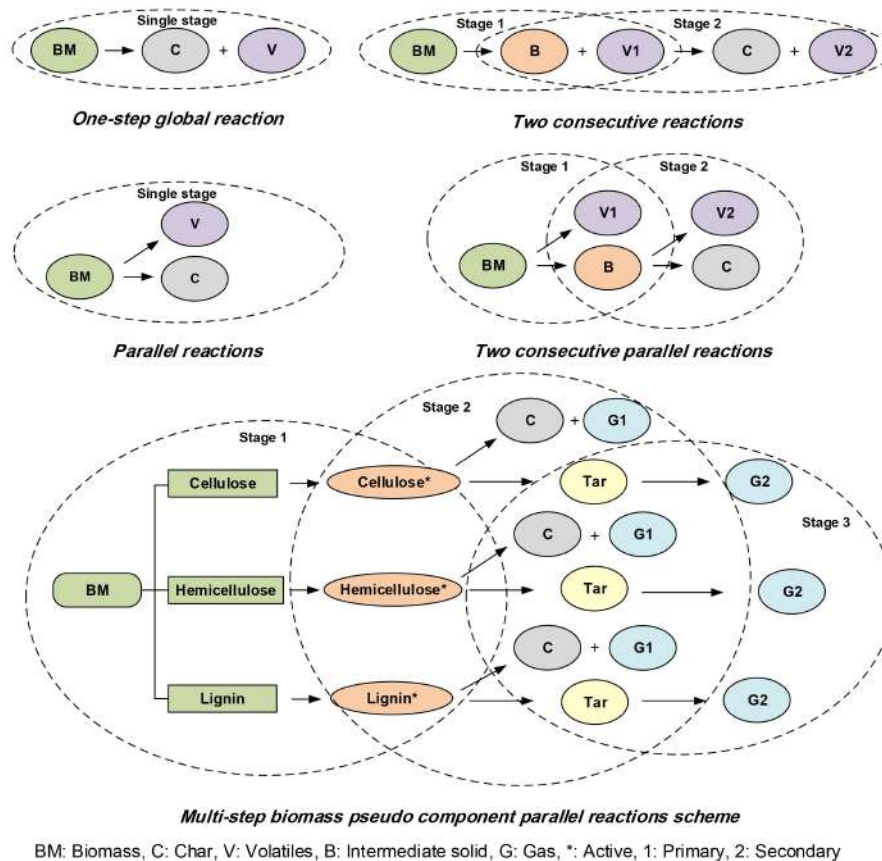 Single stage
BM C + V
One-step global reaction
Stage 1 Stage 2
BM B + V1 C + V2
Two consecutive reactions
Single stage
V
BM C
Parallel reactions
Stage 1 Stage 2
V1 V2
BM B C
Two consecutive parallel reactions
Stage 1
Stage 2
Stage 3
C + G1
Cellulose Cellulose* Tar G2
C + G1
BM Hemicellulose Hemicellulose* Tar G2
C + G1
Lignin Lignin* Tar G2
Multi-step biomass pseudo component parallel reactions scheme
BM: Biomass, C: Char, V: Volatiles, B: Intermediate solid, G: Gas, *: Active, 1: Primary, 2: Secondary